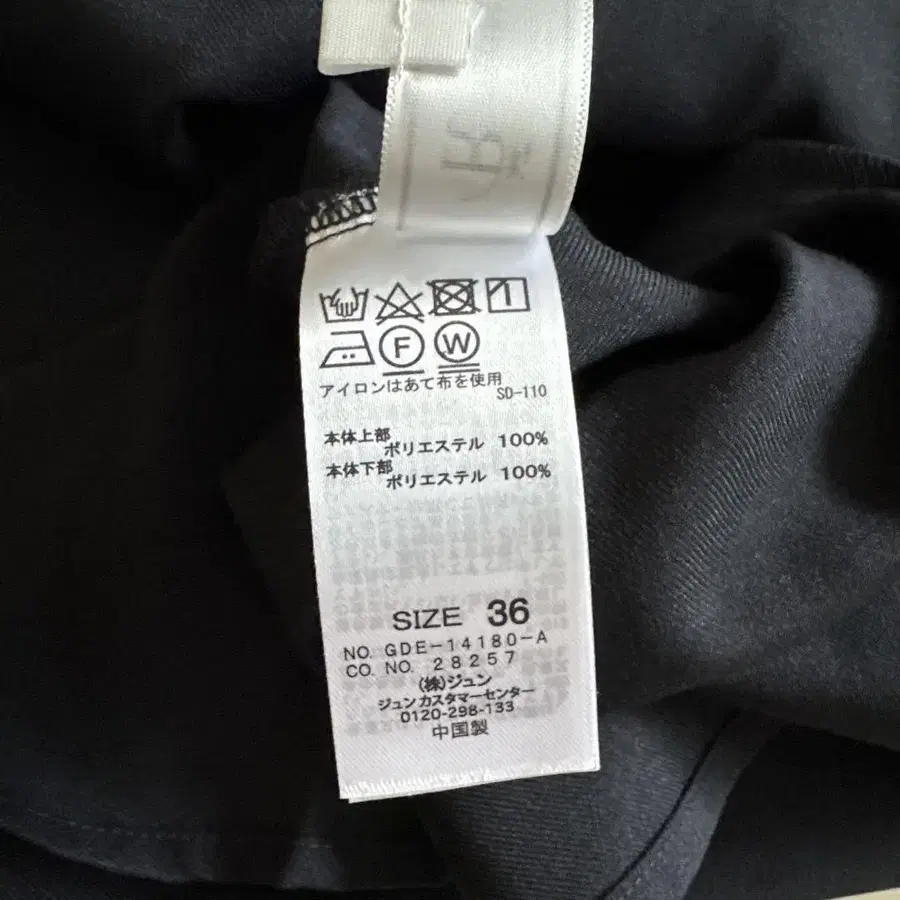 F W
アイロンはあて布を使用
SD-110
本体上部
ポリエステル 100%
本体下部
ポリエステル 100%
SIZE 36
NO. GDE-14180-A
CO. NO. 28257
(株)ジュン
ジュンカスタマーセンター
0120-298-133
中国製